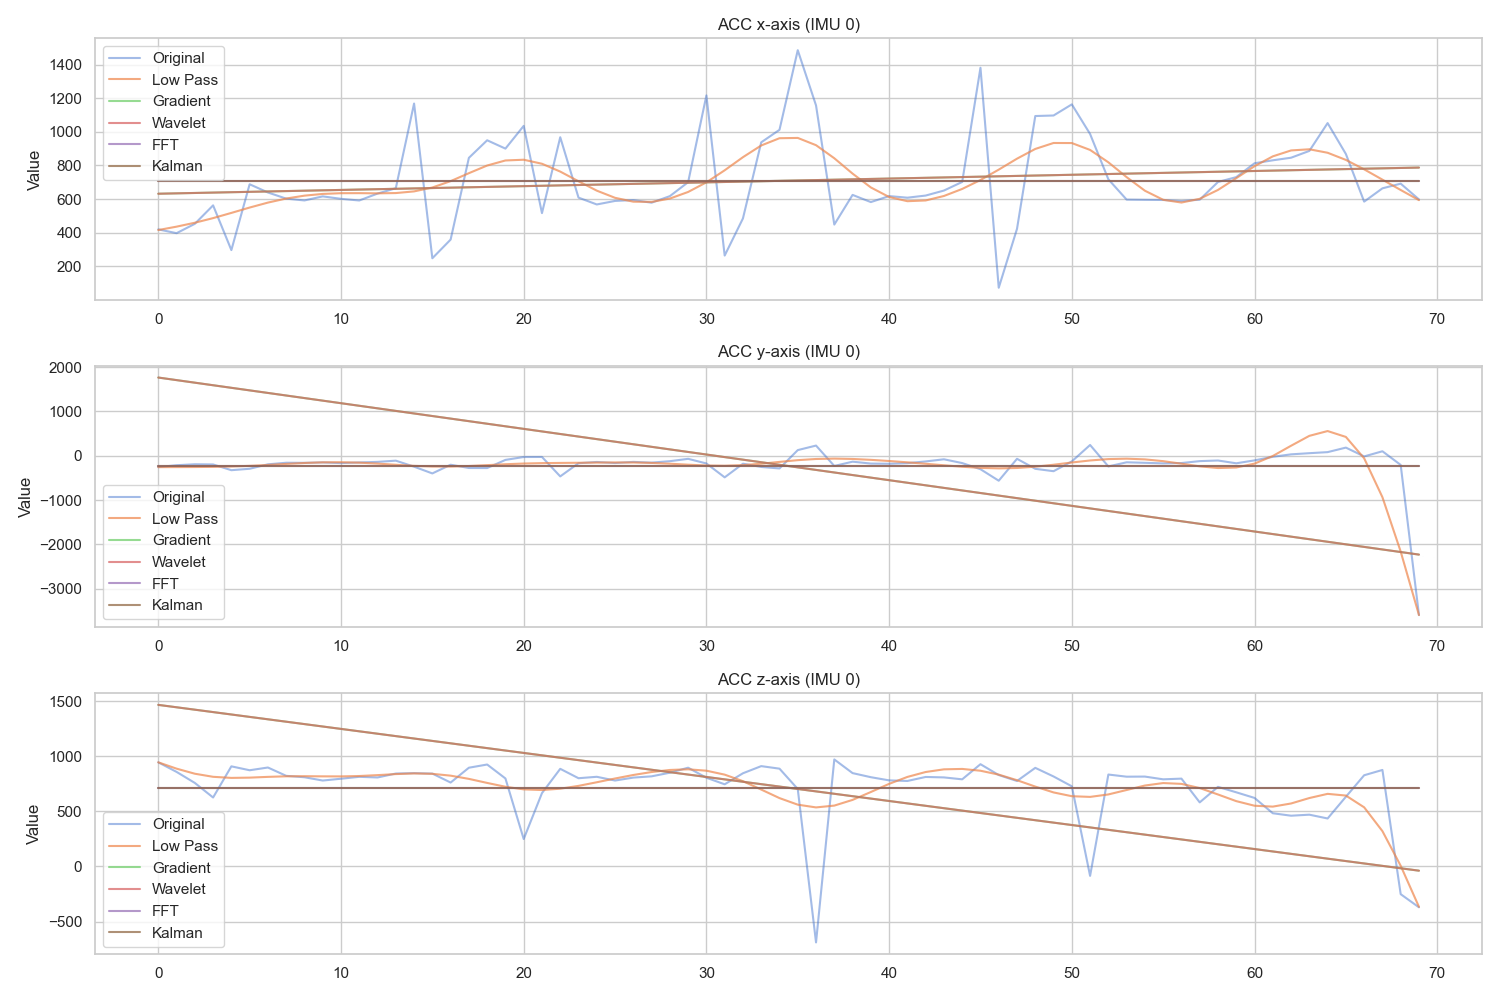 ACC x-axis (IMU 0)
Value
1400
1200
1000
800
600
400
200
Original
Low Pass
Gradient
Wavelet
FFT
Kalman
0 10 20 30 40 50 60 70
ACC y-axis (IMU 0)
Value
2000
1000
0
−1000
−2000
−3000
Original
Low Pass
Gradient
Wavelet
FFT
Kalman
0 10 20 30 40 50 60 70
ACC z-axis (IMU 0)
Value
1500
1000
500
0
−500
Original
Low Pass
Gradient
Wavelet
FFT
Kalman
0 10 20 30 40 50 60 70